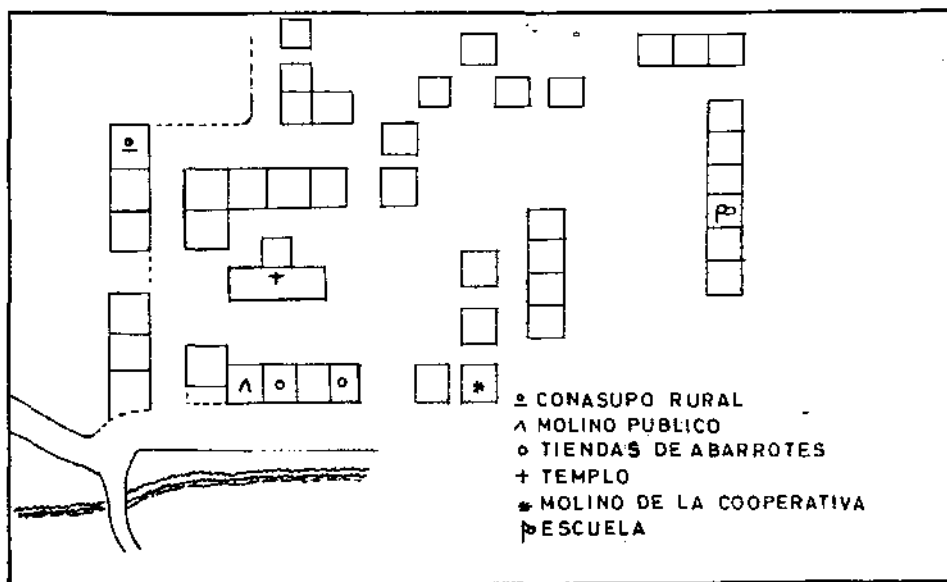 CONASUPO RURAL
MOLINO PUBLICO
TIENDAS DE ABARROTES
TEMPLO
MOLINO DE LA COOPERATIVA
ESCUELA